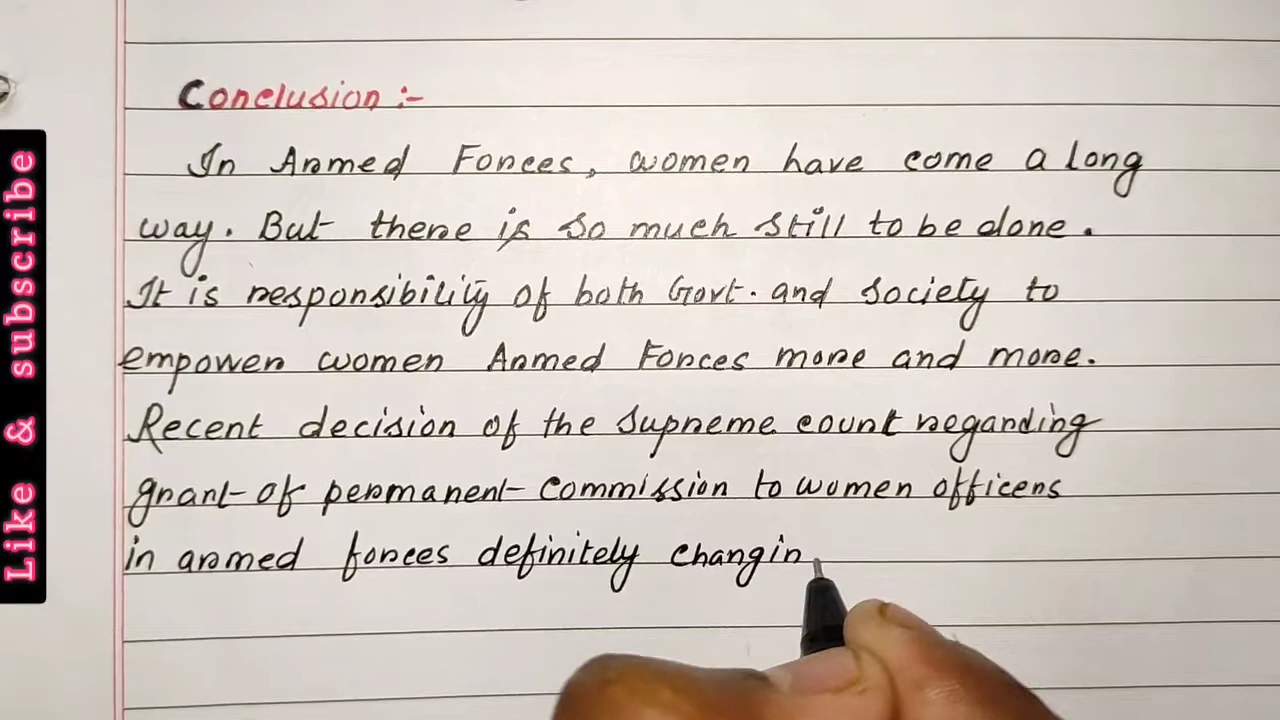 Conclusion :-
In Armed Forces, women have come a long
way. But there is so much still to be done.
It is responsibility of both Govt. and society to
empower women Armed Forces more and more.
Recent decision of the Supreme court regarding
grant of permanent commission to women officers
in armed forces definitely changin
Like & subscribe